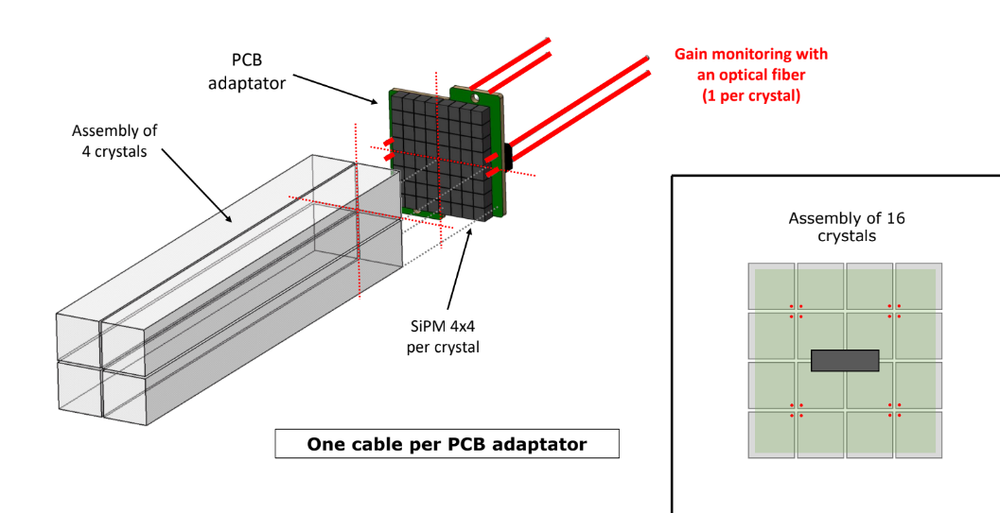 PCB
adaptator
Gain monitoring with
an optical fiber
(1 per crystal)
Assembly of
4 crystals
SiPM 4x4
per crystal
One cable per PCB adaptator
Assembly of 16
crystals